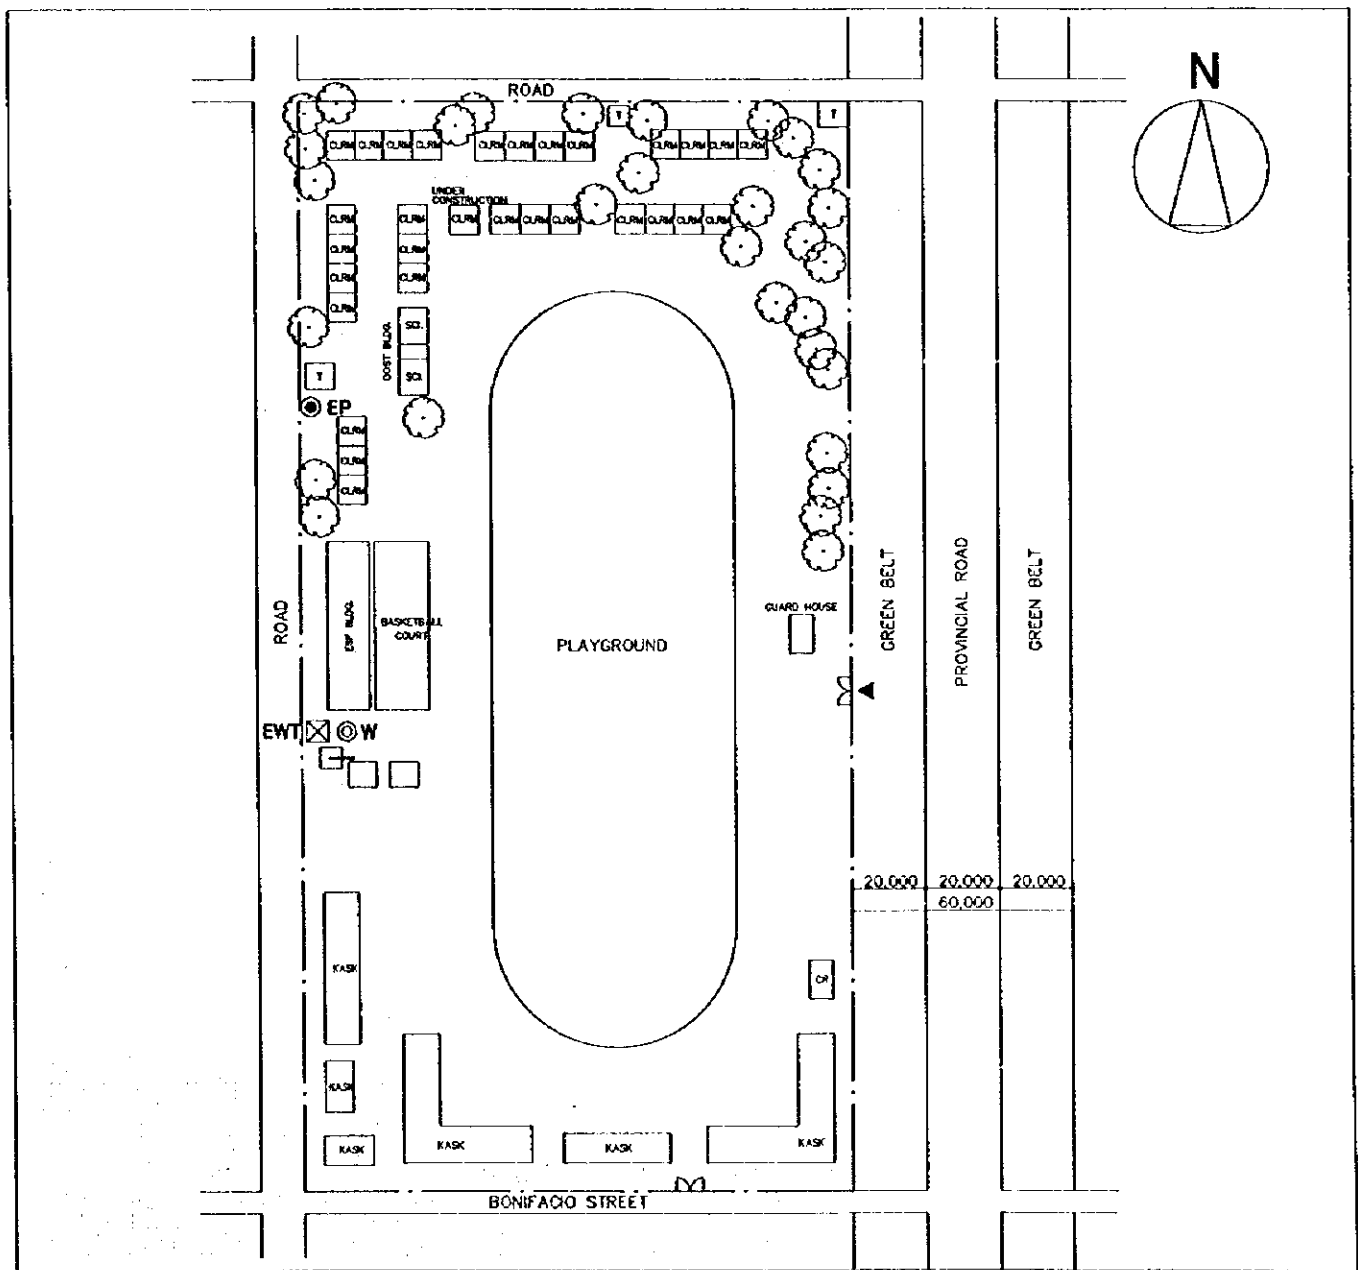 N
ROAD
T
T
CLRM CLRM CLRM CLRM
CLRM CLRM CLRM CLRM
CLRM CLRM CLRM CLRM
UNDER
CONSTRUCTION
CLRM
CLRM
CLRM
CLRM CLRM CLRM
CLRM CLRM CLRM CLRM
CLRM
CLRM
CLRM
CLRM
CLRM
SCI.
DOST BLDG.
SCI.
T
EP
CLRM
CLRM
CLRM
ROAD
BASKETBALL
COURT
PLAYGROUND
GUARD HOUSE
GREEN BELT
PROVINCIAL ROAD
GREEN BELT
EWT
W
20,000
20,000
20,000
60,000
KASK
CR
KASK
KASK
KASK
KASK
KASK
BONIFACIO STREET